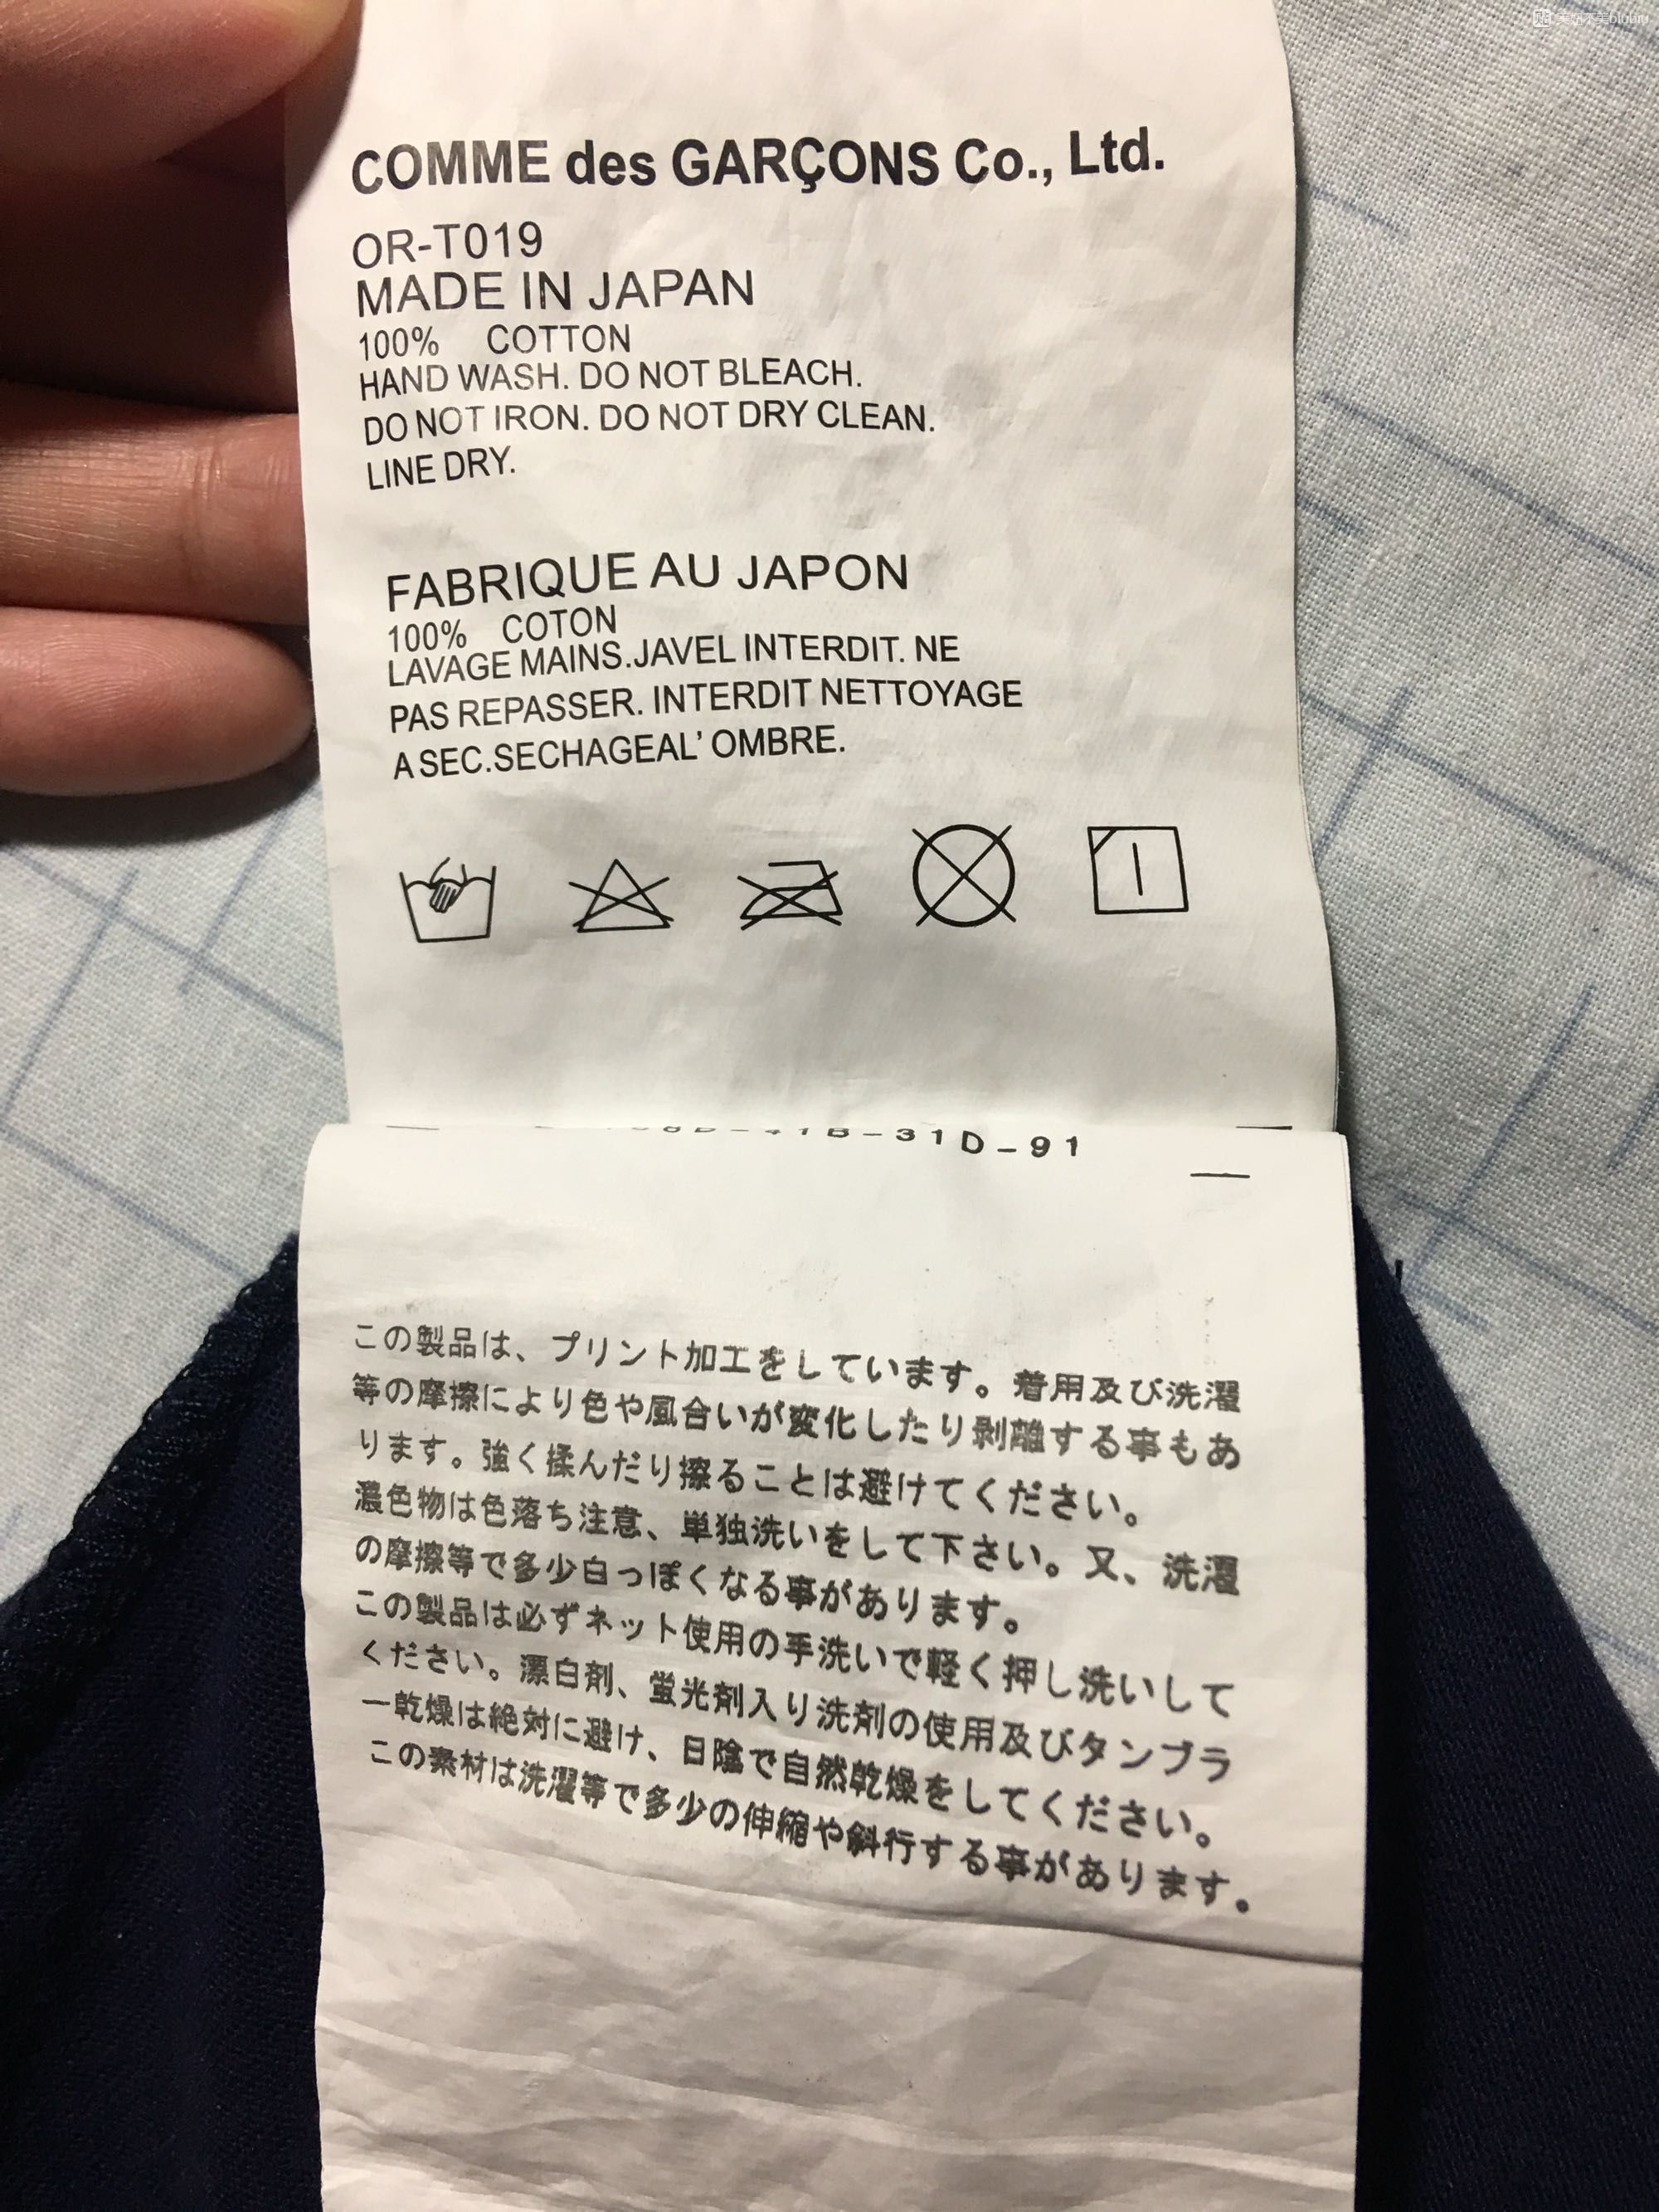 COMME des GARÇONS Co., Ltd.
OR-T019
MADE IN JAPAN
100% COTTON
HAND WASH. DO NOT BLEACH.
DO NOT IRON. DO NOT DRY CLEAN.
LINE DRY.
FABRIQUE AU JAPON
100% COTON
LAVAGE MAINS.JAVEL INTERDIT. NE
PAS REPASSER. INTERDIT NETTOYAGE
A SEC.SECHAGEAL' OMBRE.
31D-91
この製品は、プリント加工をしています。着用及び洗濯
等の摩擦により色や風合いが変化したり剥離する事もあ
ります。強く揉んだり擦ることは避けてください。
濃色物は色落ち注意、単独洗いをして下さい。又、洗濯
の摩擦等で多少白っぽくなる事があります。
この製品は必ずネット使用の手洗いで軽く押し洗いして
ください。漂白剤、蛍光剤入り洗剤の使用及びタンブラ
ー乾燥は絶対に避け、日陰で自然乾燥をしてください。
この素材は洗濯等で多少の伸縮や斜行する事があります。